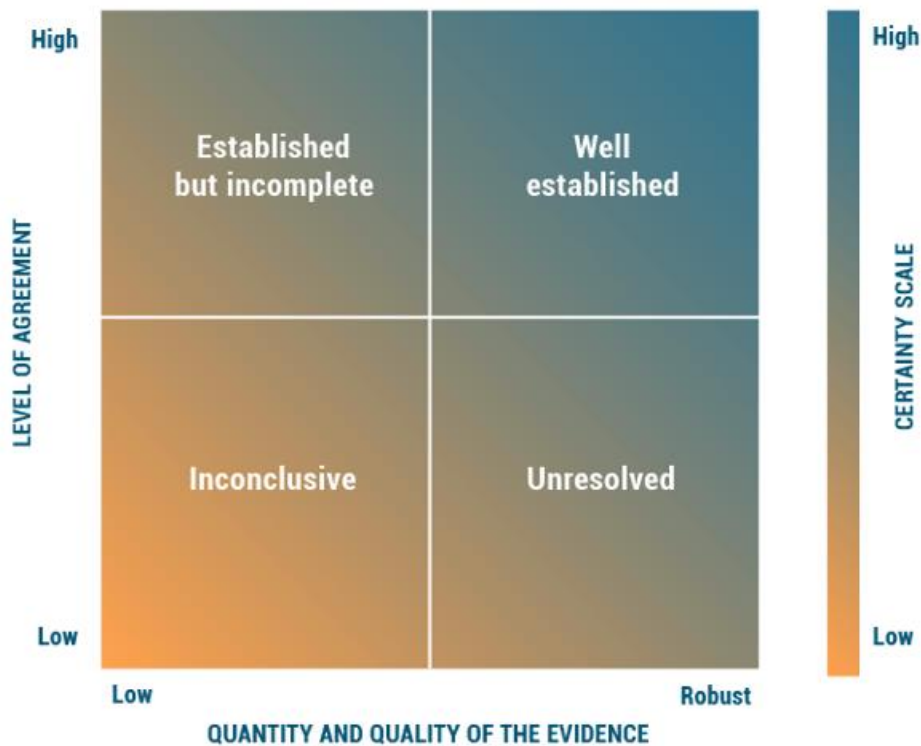 High
High
Established
but incomplete
Well
established
LEVEL OF AGREEMENT
CERTAINTY SCALE
Inconclusive
Unresolved
Low
Low
Low
Robust
QUANTITY AND QUALITY OF THE EVIDENCE